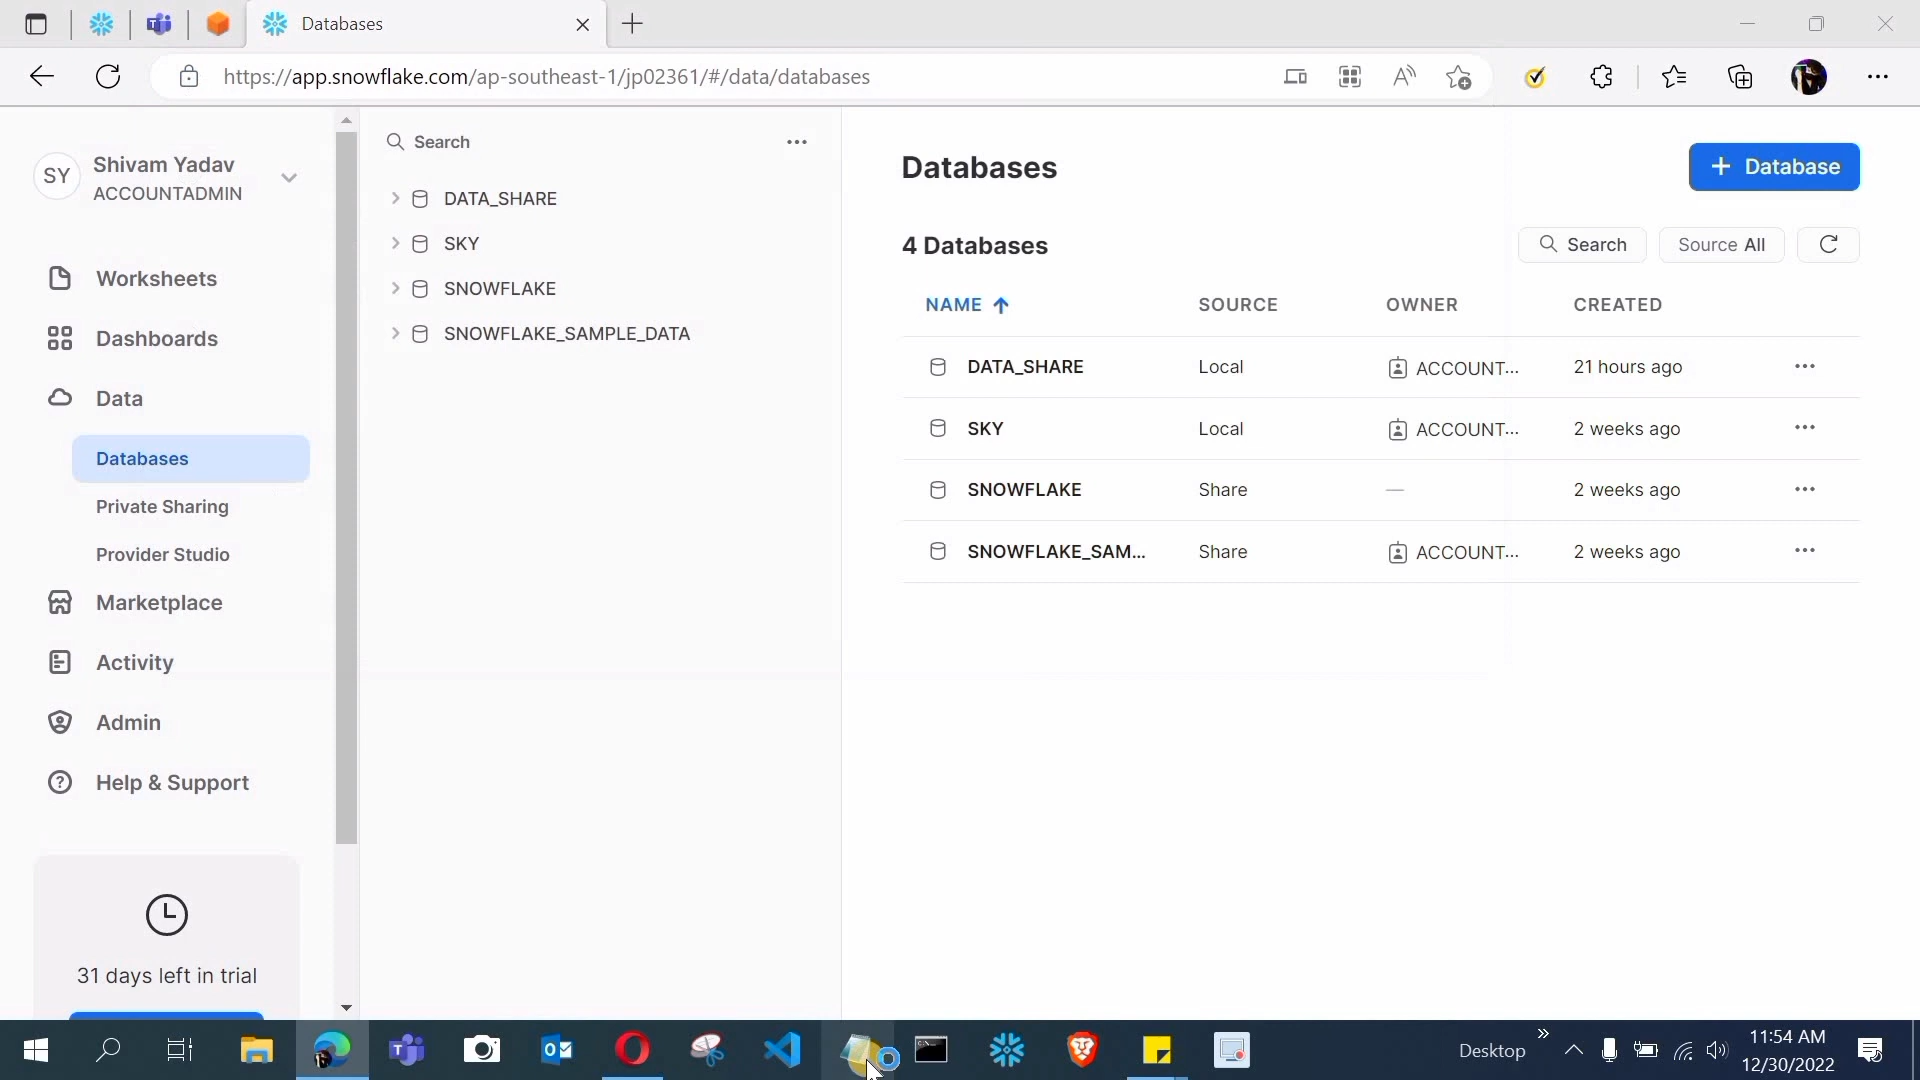 Databases
https://app.snowflake.com/ap-southeast-1/jp02361/#/data/databases
SY
Shivam Yadav
ACCOUNTADMIN
Worksheets
Dashboards
Data
Databases
Private Sharing
Provider Studio
Marketplace
Activity
Admin
Help & Support
31 days left in trial
Search
DATA_SHARE
SKY
SNOWFLAKE
SNOWFLAKE_SAMPLE_DATA
Databases
+ Database
4 Databases
Search
Source All
NAME SOURCE OWNER CREATED
DATA_SHARE Local ACCOUNT... 21 hours ago
SKY Local ACCOUNT... 2 weeks ago
SNOWFLAKE Share — 2 weeks ago
SNOWFLAKE_SAM... Share ACCOUNT... 2 weeks ago
Desktop
11:54 AM
12/30/2022